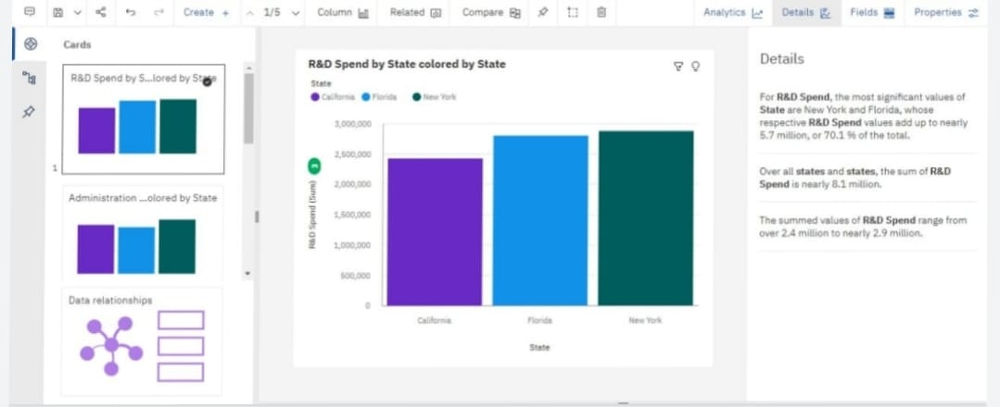 Create +
1/5
Column
Related
Compare
Analytics
Details
Fields
Properties
Cards
R&D Spend by S...lored by State
1
Administration ...olored by State
Data relationships
R&D Spend by State colored by State
State
California
Florida
New York
R&D Spend (Sum)
3,000,000
2,500,000
2,000,000
1,500,000
1,000,000
500,000
0
California
Florida
New York
State
Details
For R&D Spend, the most significant values of
State are New York and Florida, whose
respective R&D Spend values add up to nearly
5.7 million, or 70.1 % of the total.
Over all states and states, the sum of R&D
Spend is nearly 8.1 million.
The summed values of R&D Spend range from
over 2.4 million to nearly 2.9 million.